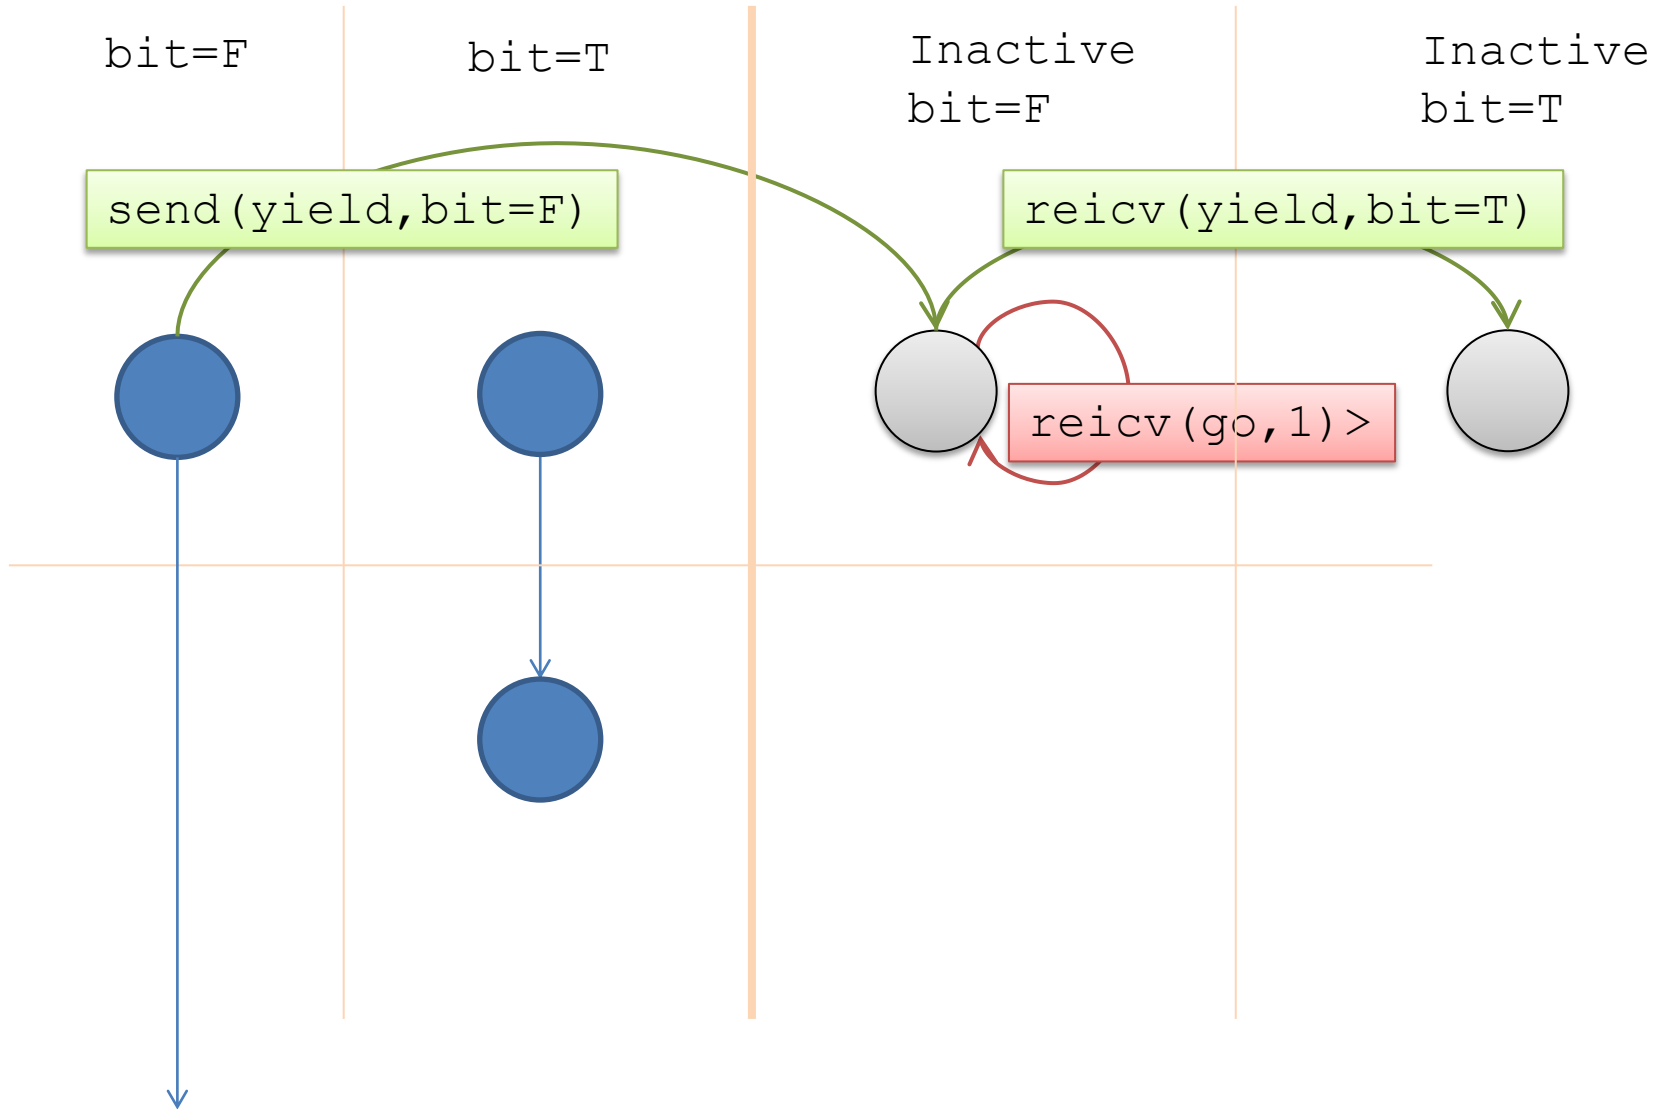 bit=F
bit=T
Inactive
bit=F
Inactive
bit=T
send(yield,bit=F)
reicv(yield,bit=T)
reicv(go,1)>